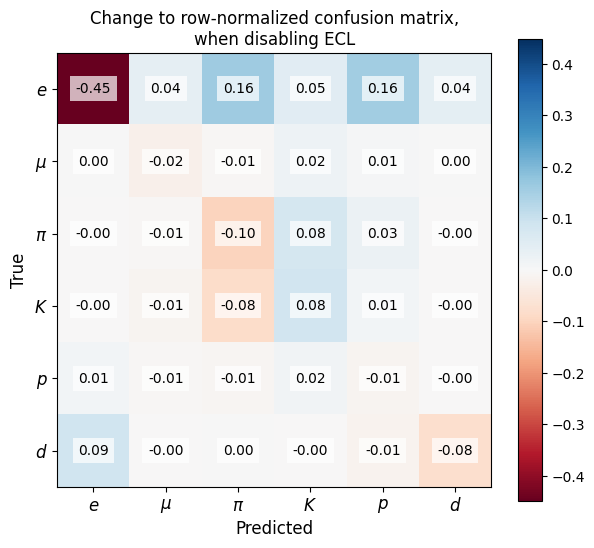 Change to row-normalized confusion matrix,
when disabling ECL
e -0.45 0.04 0.16 0.05 0.16 0.04
μ 0.00 -0.02 -0.01 0.02 0.01 0.00
π -0.00 -0.01 -0.10 0.08 0.03 -0.00
K -0.00 -0.01 -0.08 0.08 0.01 -0.00
p 0.01 -0.01 -0.01 0.02 -0.01 -0.00
d 0.09 -0.00 0.00 -0.00 -0.01 -0.08
e μ π K p d
Predicted
True
0.4
0.3
0.2
0.1
0.0
−0.1
−0.2
−0.3
−0.4